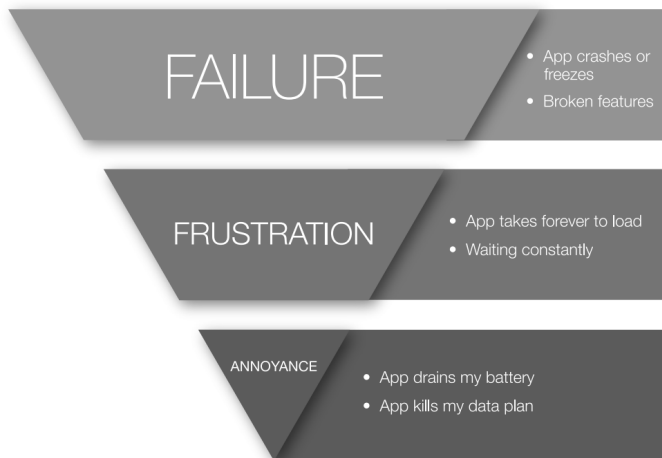 FAILURE
• App crashes or
freezes
• Broken features
FRUSTRATION
• App takes forever to load
• Waiting constantly
ANNOYANCE
• App drains my battery
• App kills my data plan